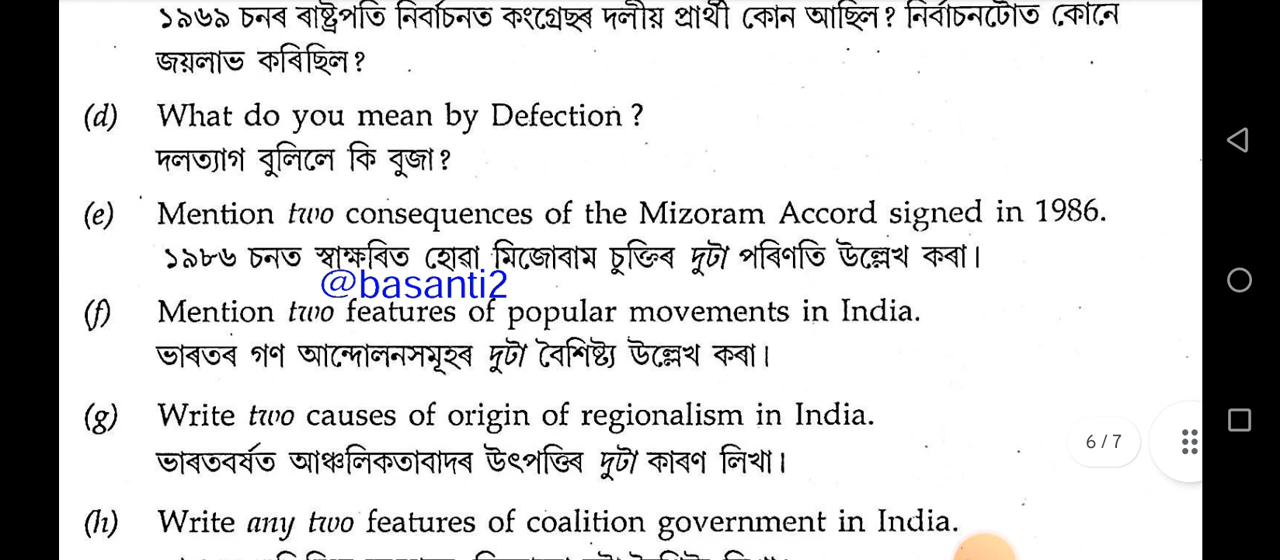 ১৯৬৯ চনৰ ৰাষ্ট্ৰপতি নিৰ্বাচনত কংগ্ৰেছৰ দলীয় প্ৰাৰ্থী কোন আছিল? নিৰ্বাচনটোত কোনে
জয়লাভ কৰিছিল?
(d) What do you mean by Defection?
দলত্যাগ বুলিলে কি বুজা?
(e) Mention two consequences of the Mizoram Accord signed in 1986.
১৯৮৬ চনত স্বাক্ষৰিত হোৱা মিজোৰাম চুক্তিৰ দুটা পৰিণতি উল্লেখ কৰা।
@basanti2
(f) Mention two features of popular movements in India.
ভাৰতৰ গণ আন্দোলনসমূহৰ দুটা বৈশিষ্ট্য উল্লেখ কৰা।
(g) Write two causes of origin of regionalism in India.
6 / 7
ভাৰতবৰ্ষত আঞ্চলিকতাবাদৰ উৎপত্তিৰ দুটা কাৰণ লিখা।
(h) Write any two features of coalition government in India.